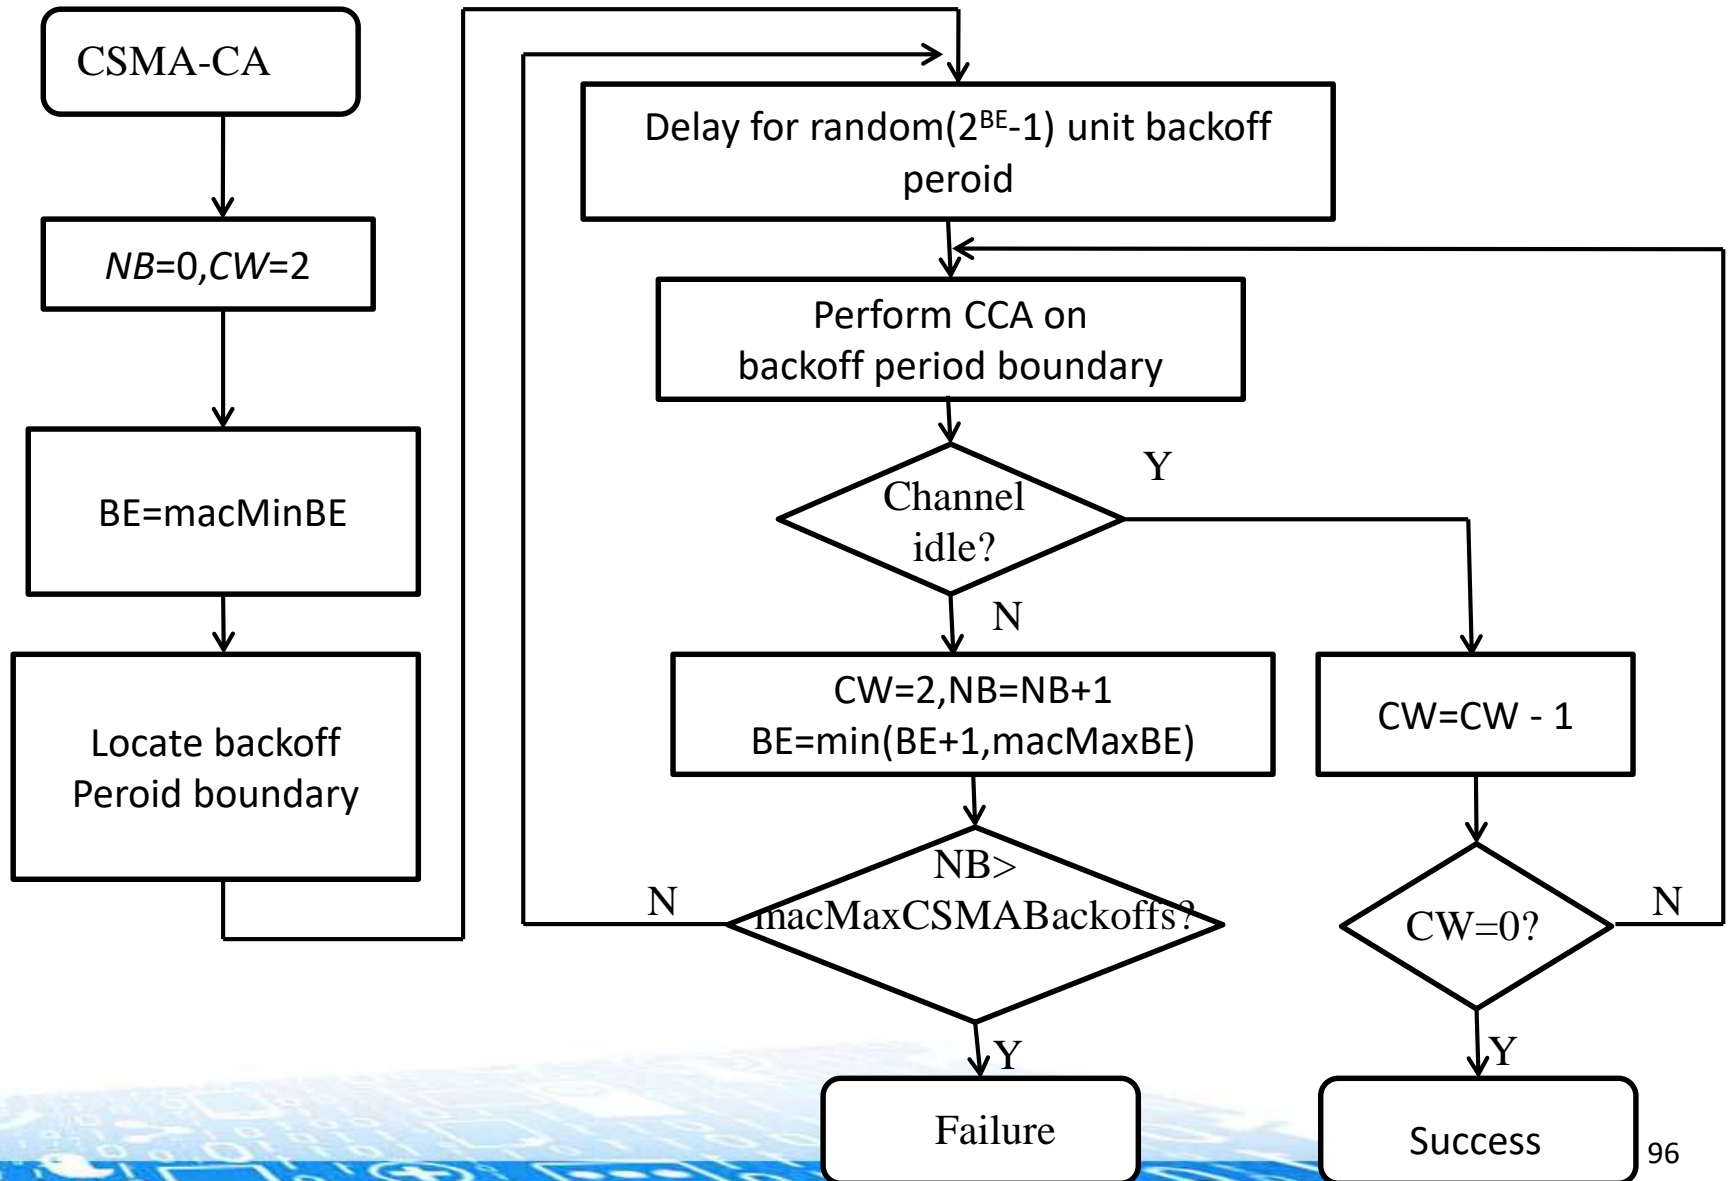 CSMA-CA
NB=0,CW=2
BE=macMinBE
Locate backoff
Peroid boundary
Delay for random(2^BE-1) unit backoff
peroid
Perform CCA on
backoff period boundary
Channel
idle?
Y
N
CW=2,NB=NB+1
BE=min(BE+1,macMaxBE)
CW=CW - 1
NB>
macMaxCSMABackoffs?
N
Y
CW=0?
N
Y
Failure
Success
96